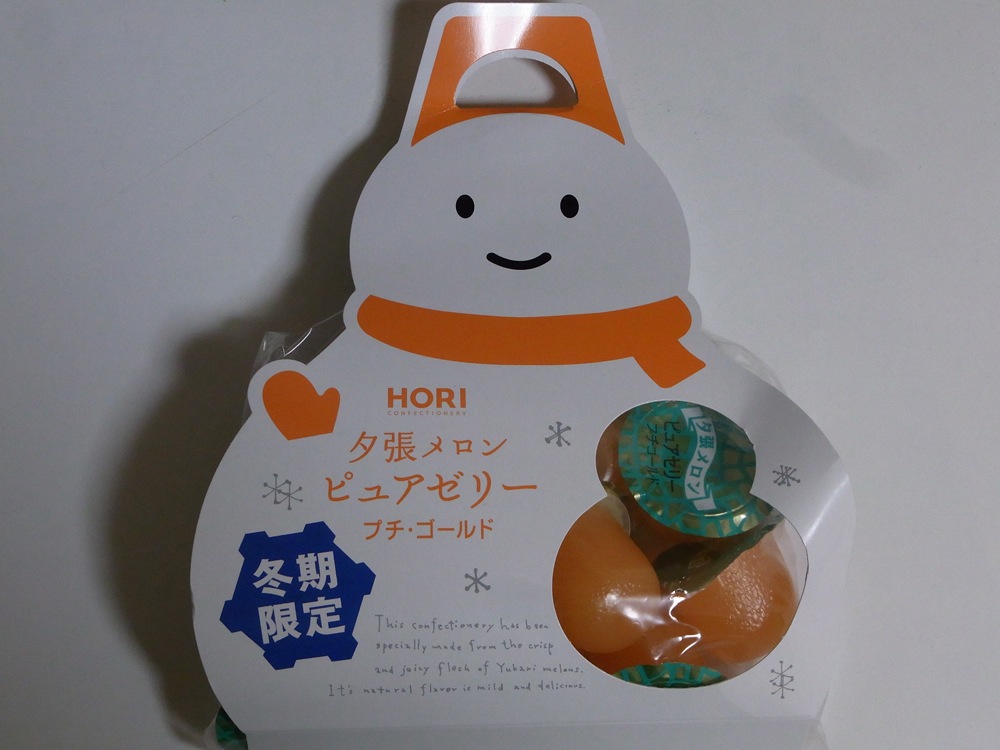 HORI
CONFECTIONERY
夕張メロン
ピュアゼリー
プチ・ゴールド
冬期
限定
This confectionery has been
specially made from the crisp
and juicy flesh of Yubari melons.
It's natural flavor is mild and delicious.
夕張メロン
ピュアゼリー
プチゴールド